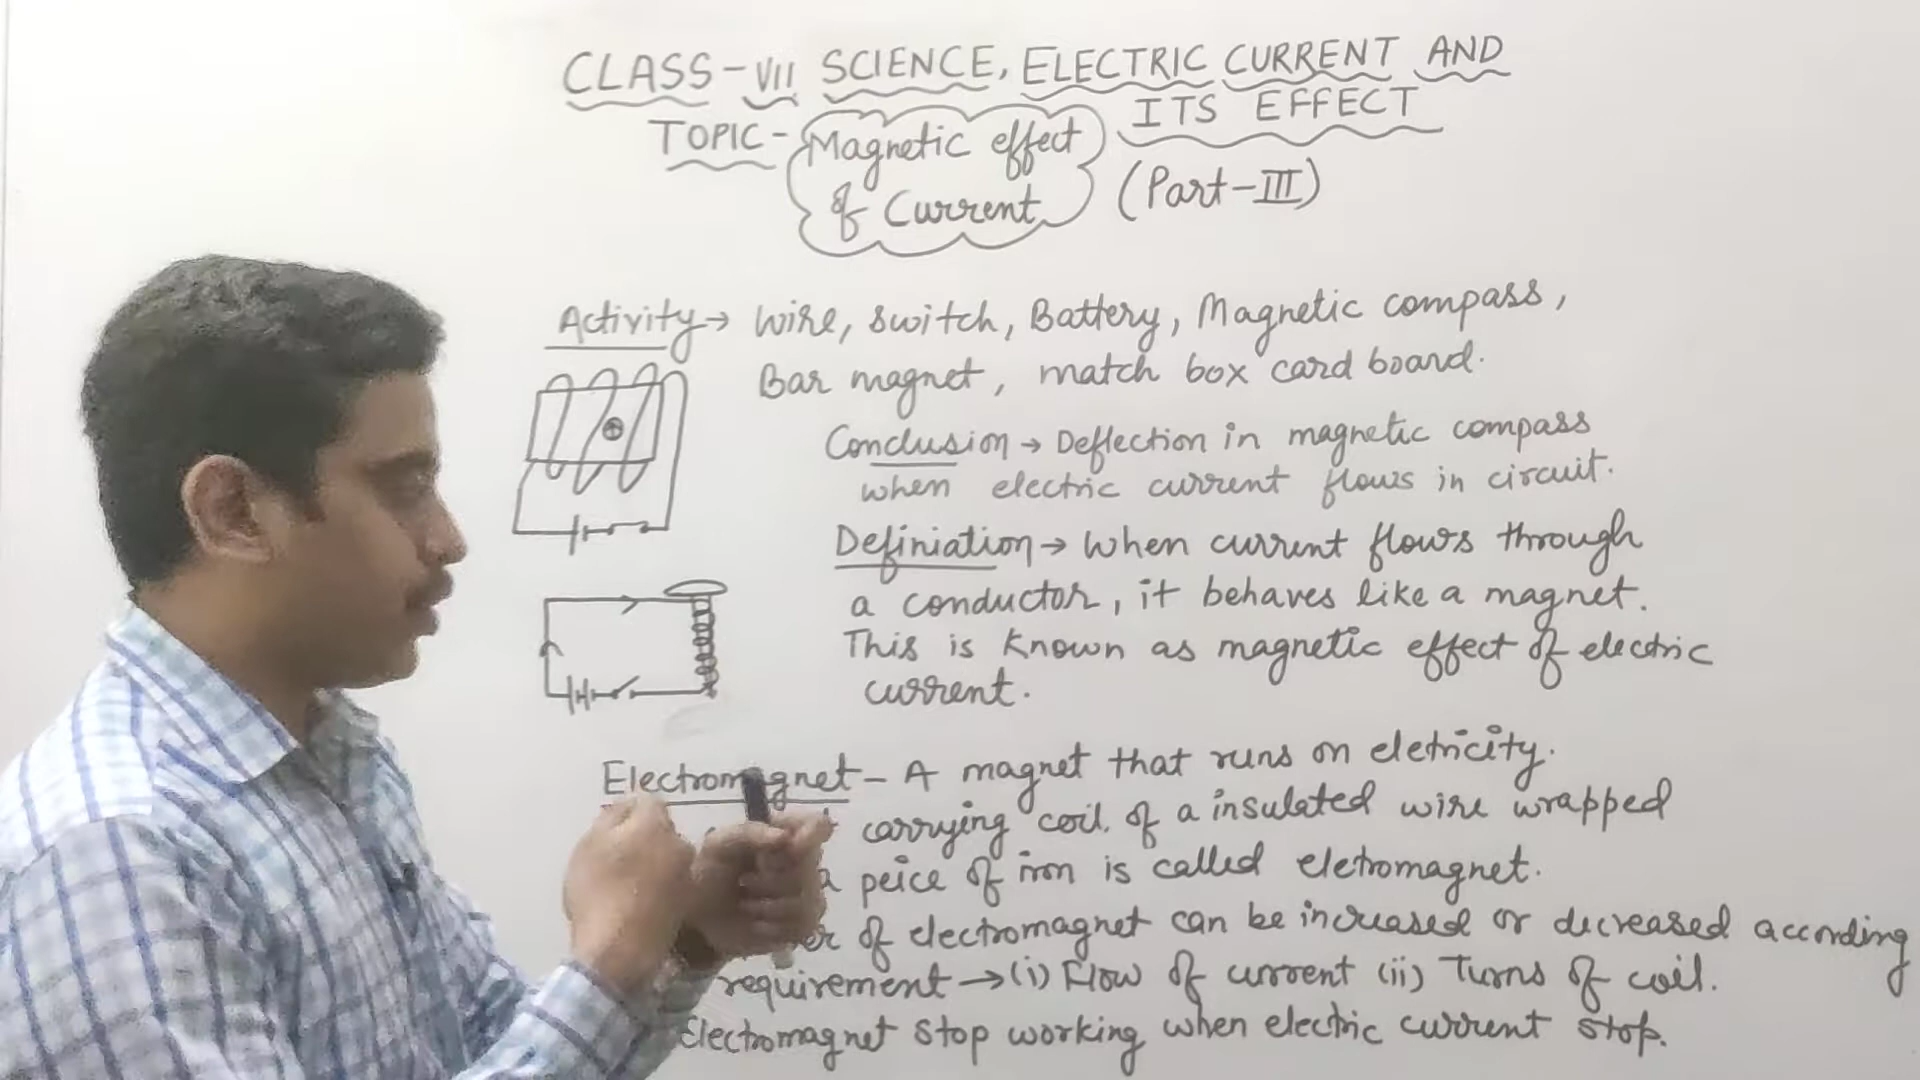 CLASS-VII SCIENCE, ELECTRIC CURRENT AND
ITS EFFECT
TOPIC- Magnetic effect
of Current (Part-III)
Activity→ Wire, switch, Battery, Magnetic compass,
Bar magnet, match box card board.
Conclusion → Deflection in magnetic compass
when electric current flows in circuit.
Definiation→ When current flows through
a conductor, it behaves like a magnet.
This is known as magnetic effect of electric
current.
Electromagnet- A magnet that runs on eletricity.
carrying coil of a insulated wire wrapped
a peice of iron is called eletromagnet.
of electromagnet can be increased or decreased according
requirement →(i) Flow of current (ii) Turns of coil.
Electromagnet stop working when electric current stop.